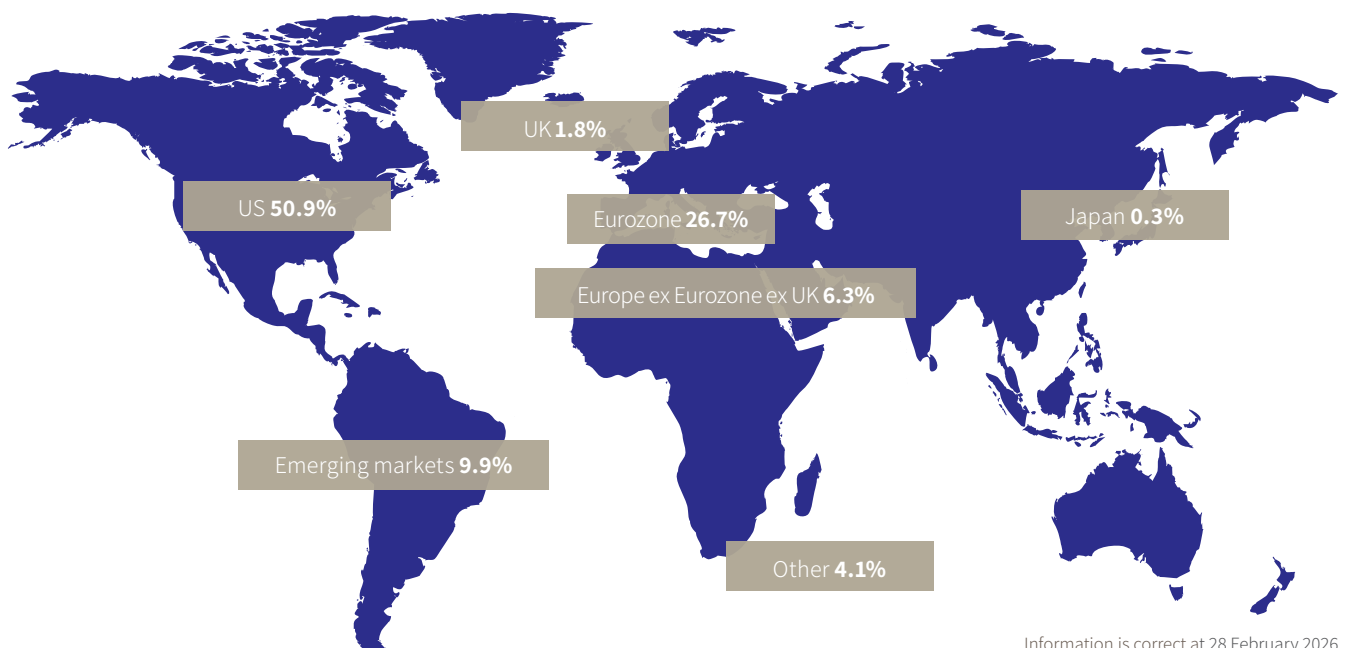 UK 1.8%
US 50.9%
Eurozone 26.7%
Japan 0.3%
Europe ex Eurozone ex UK 6.3%
Emerging markets 9.9%
Other 4.1%
Information is correct at 28 February 2026